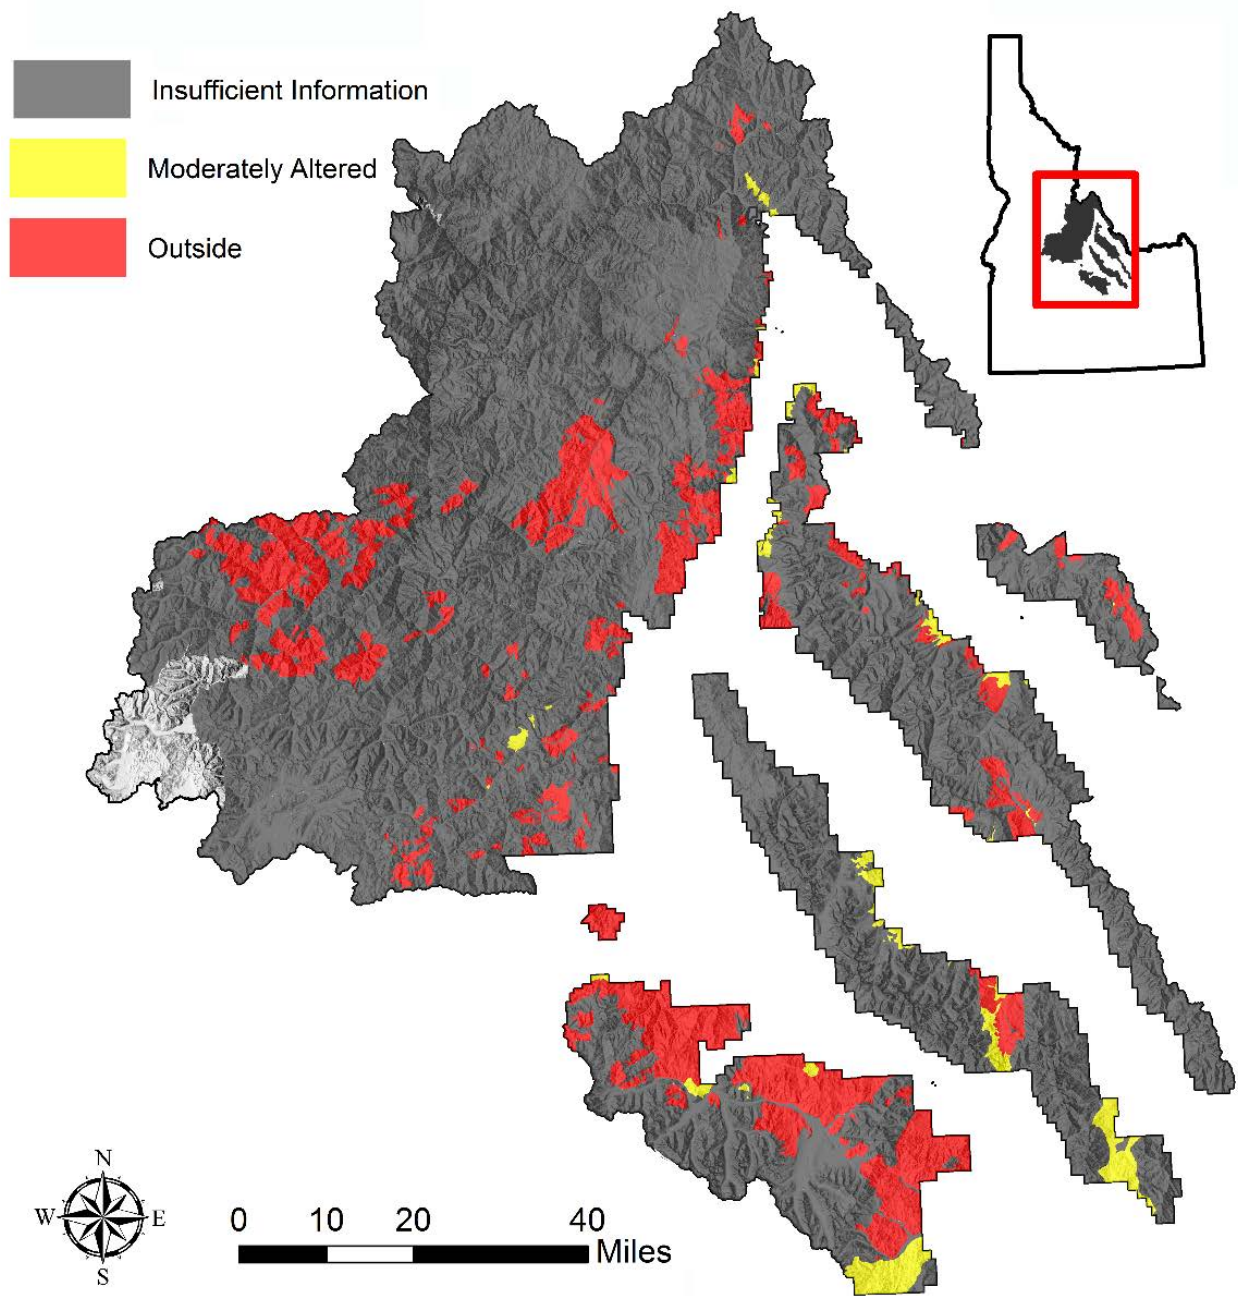 Insufficient Information
Moderately Altered
Outside
N
W E
S
0 10 20 40
Miles